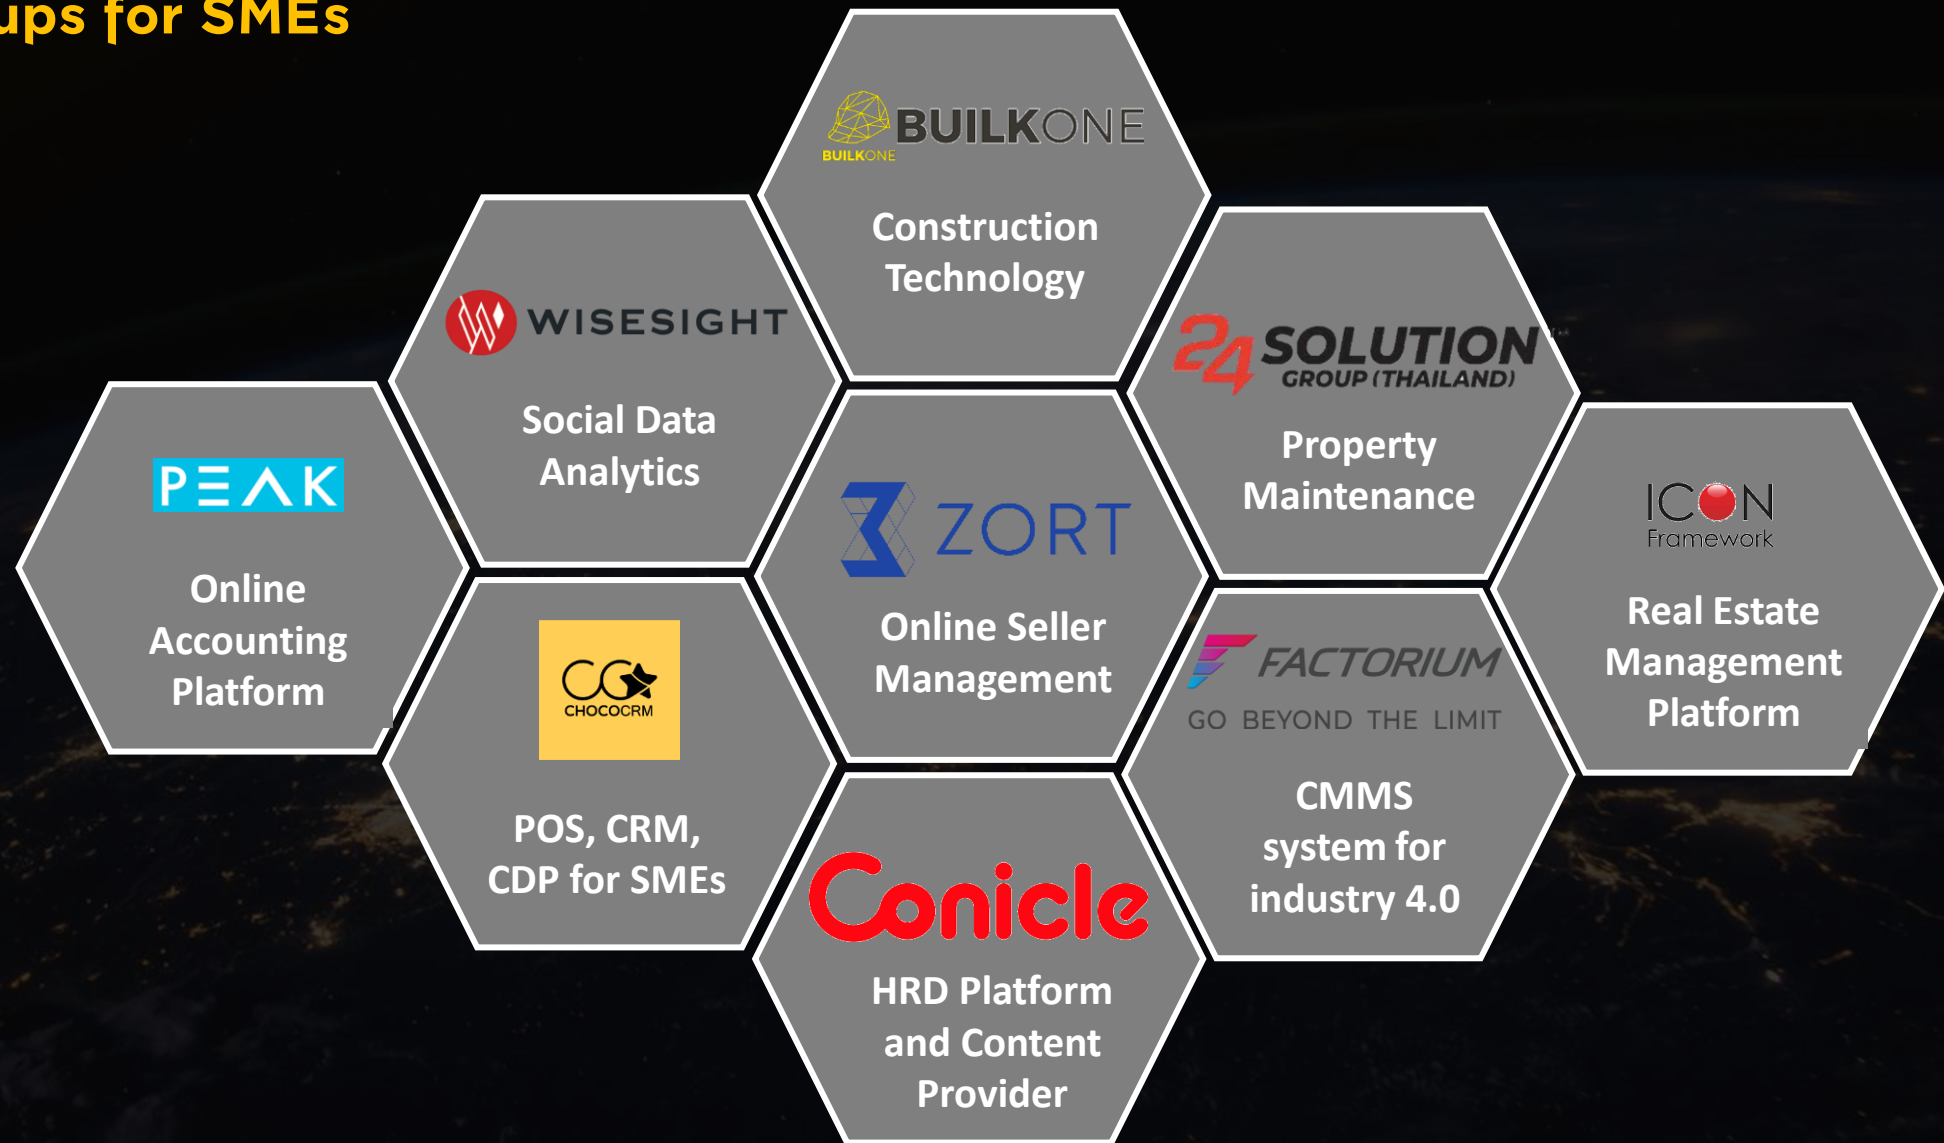 ups for SMEs
BUILKONE
BUILKONE
Construction
Technology
WISESIGHT
Social Data
Analytics
24 SOLUTION
GROUP (THAILAND)
Property
Maintenance
PEAK
Online
Accounting
Platform
ZORT
Online Seller
Management
ICON
Framework
Real Estate
Management
Platform
CHOCOCRM
POS, CRM,
CDP for SMEs
FACTORIUM
GO BEYOND THE LIMIT
CMMS
system for
industry 4.0
Conicle
HRD Platform
and Content
Provider